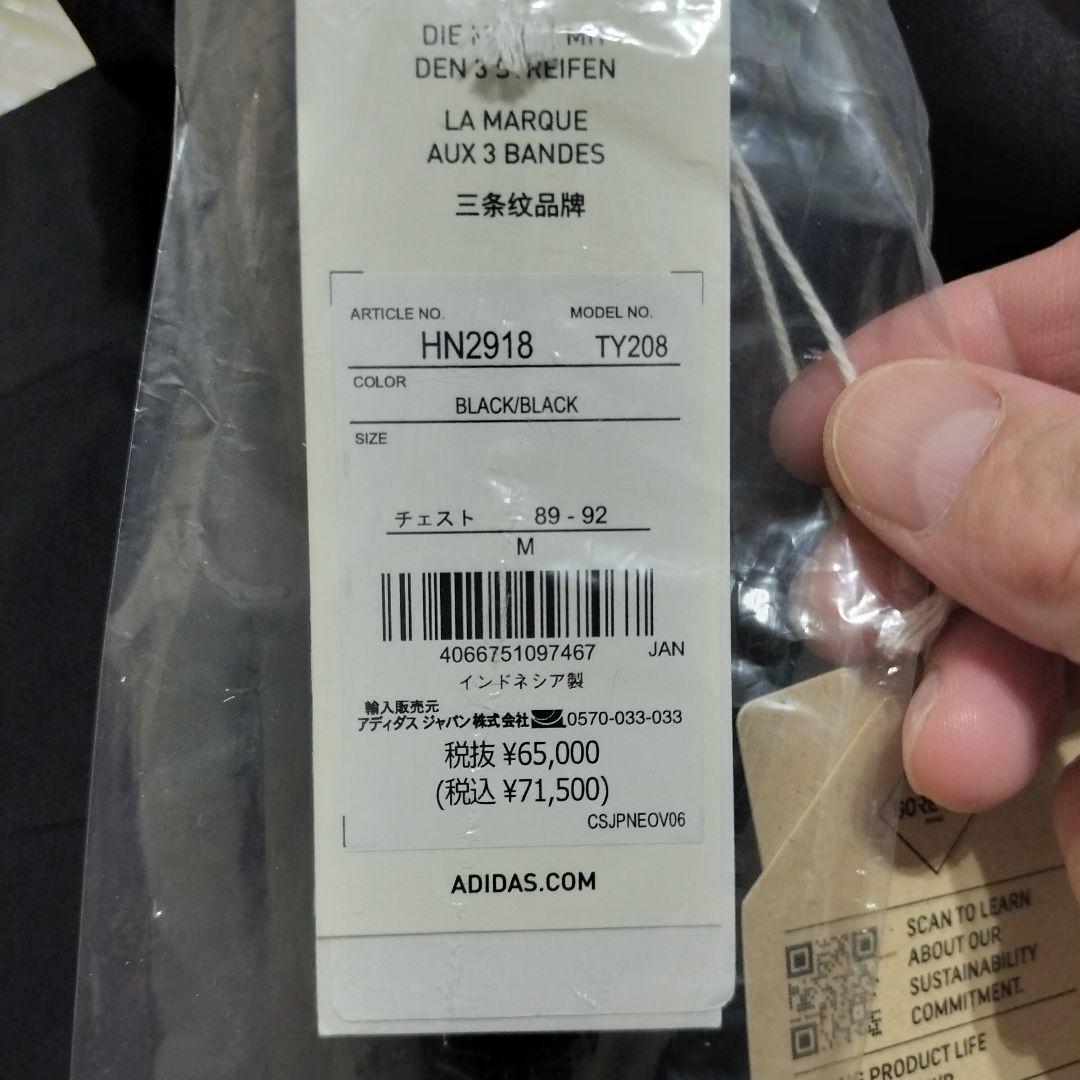 DIE
DEN 3 STREIFEN
LA MARQUE
AUX 3 BANDES
三条纹品牌
ARTICLE NO. MODEL NO.
HN2918 TY208
COLOR
BLACK/BLACK
SIZE
チェスト 89 - 92
M
4066751097467 JAN
インドネシア製
輸入販売元
アディダス ジャパン株式会社 0570-033-033
税抜 ¥65,000
(税込 ¥71,500)
CSJPNEOV06
ADIDAS.COM
SCAN TO LEARN
ABOUT OUR
SUSTAINABILITY
COMMITMENT.
PRODUCT LIFE